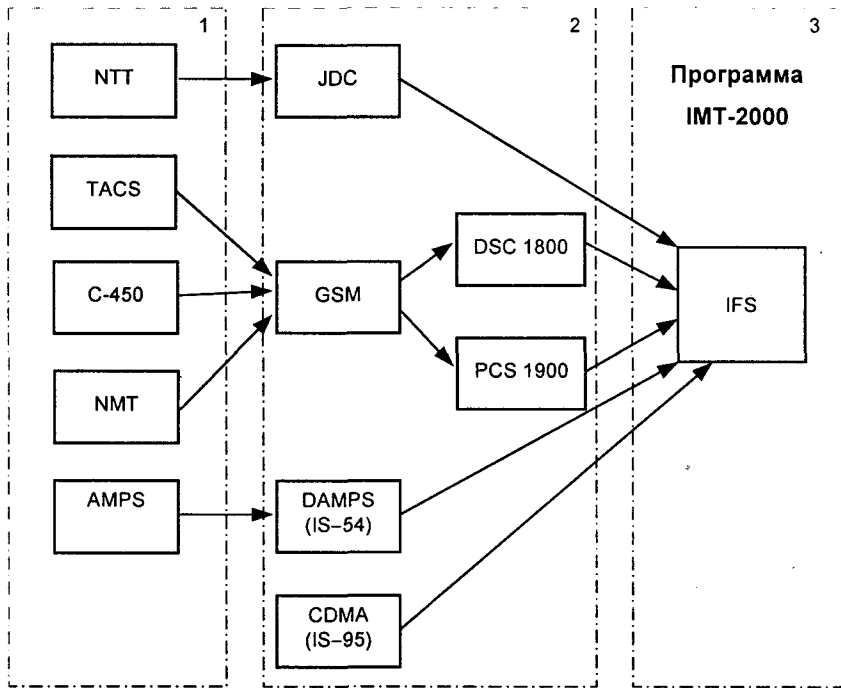 1
2
3
NTT
JDC
Программа
IMT-2000
TACS
DSC 1800
C-450
GSM
IFS
PCS 1900
NMT
AMPS
DAMPS
(IS–54)
CDMA
(IS–95)